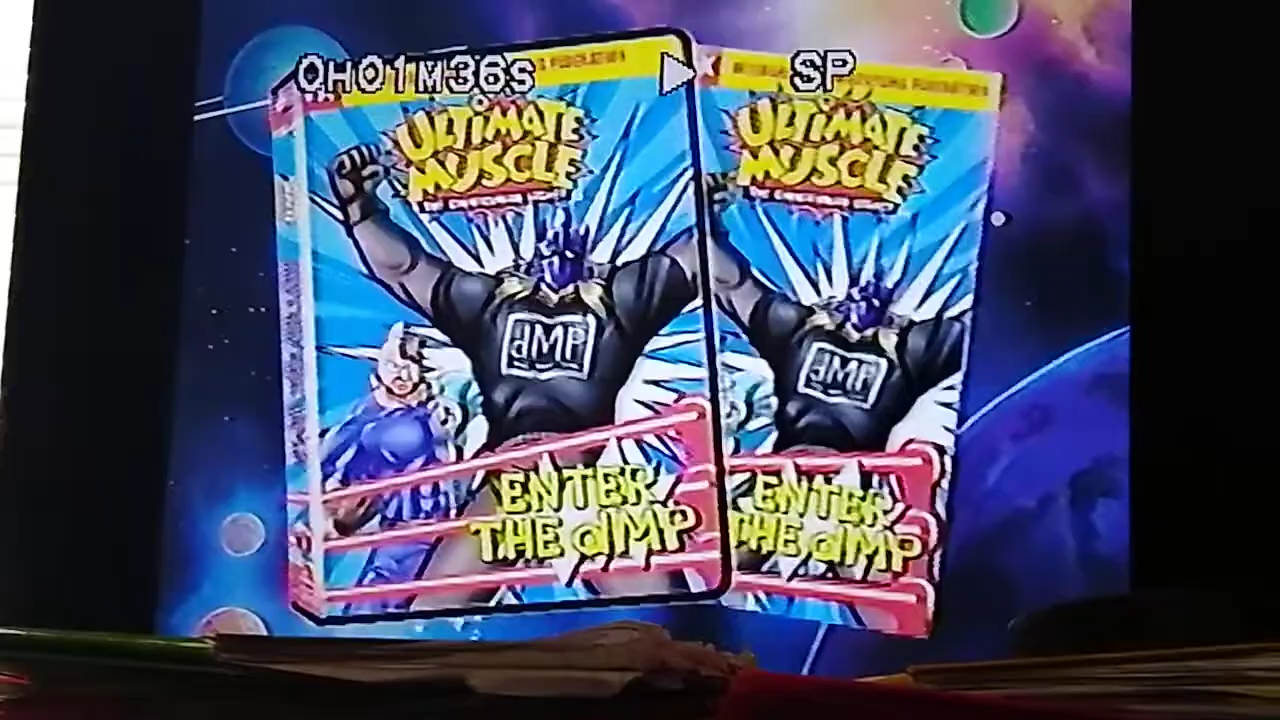 0H01M36S SP
ULTIMATE
MUSCLE
dMP
ENTER
THE dMP
ULTIMATE
MUSCLE
dMP
ENTER
THE dMP